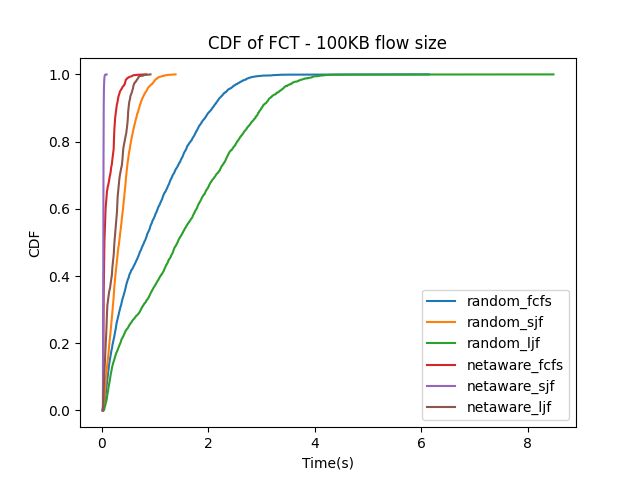 CDF of FCT - 100KB flow size
1.0
0.8
0.6
0.4
0.2
0.0
CDF
0
2
4
6
8
Time(s)
random_fcfs
random_sjf
random_ljf
netaware_fcfs
netaware_sjf
netaware_ljf